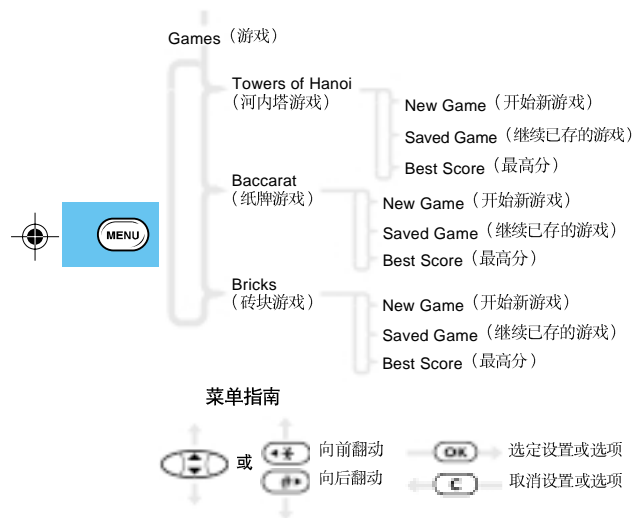 Games（游戏）
Towers of Hanoi
（河内塔游戏）
New Game（开始新游戏）
Saved Game（继续已存的游戏）
Best Score（最高分）
Baccarat
（纸牌游戏）
New Game（开始新游戏）
Saved Game（继续已存的游戏）
Best Score（最高分）
MENU
Bricks
（砖块游戏）
New Game（开始新游戏）
Saved Game（继续已存的游戏）
Best Score（最高分）
菜单指南
或 * 向前翻动 OK 选定设置或选项
# 向后翻动 C 取消设置或选项